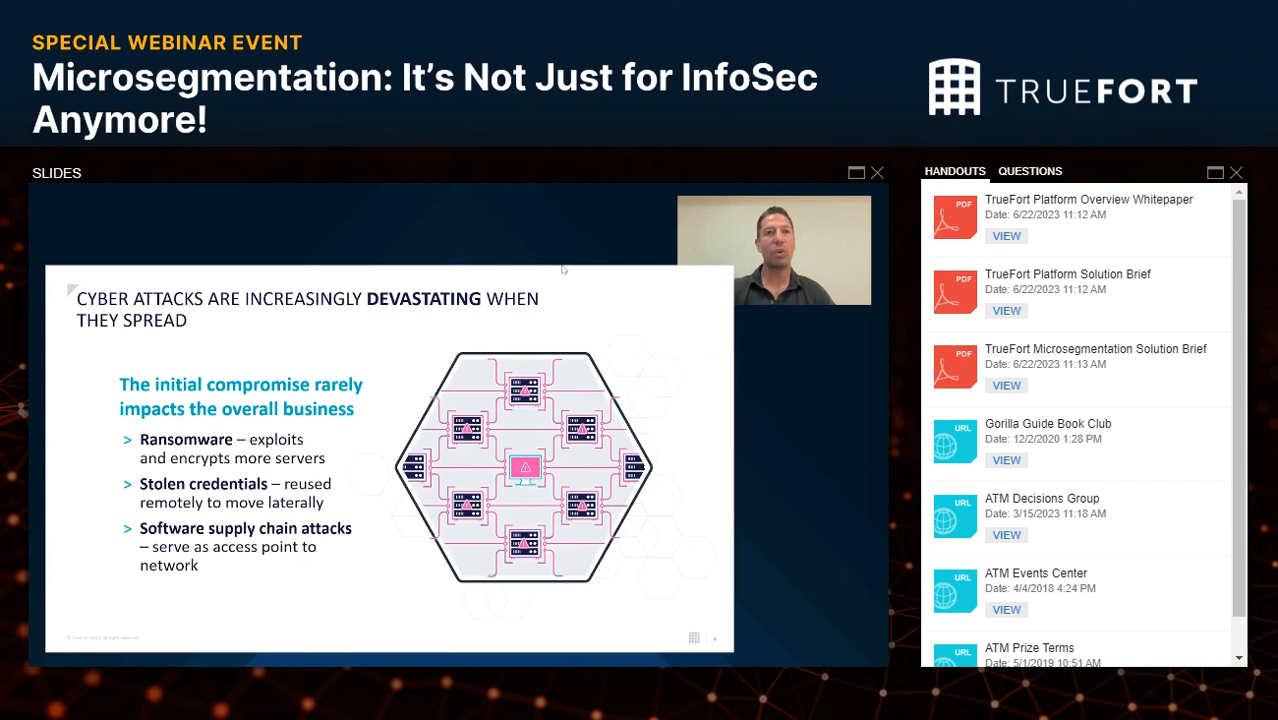 SPECIAL WEBINAR EVENT
Microsegmentation: It's Not Just for InfoSec
Anymore!
TRUEFORT
SLIDES
CYBER ATTACKS ARE INCREASINGLY DEVASTATING WHEN
THEY SPREAD
The initial compromise rarely
impacts the overall business
> Ransomware – exploits
and encrypts more servers
> Stolen credentials – reused
remotely to move laterally
> Software supply chain attacks
– serve as access point to
network
4
HANDOUTS QUESTIONS
PDF
TrueFort Platform Overview Whitepaper
Date: 6/22/2023 11:12 AM
VIEW
PDF
TrueFort Platform Solution Brief
Date: 6/22/2023 11:12 AM
VIEW
PDF
TrueFort Microsegmentation Solution Brief
Date: 6/22/2023 11:13 AM
VIEW
URL
Gorilla Guide Book Club
Date: 12/2/2020 1:28 PM
VIEW
URL
ATM Decisions Group
Date: 3/15/2023 11:18 AM
VIEW
URL
ATM Events Center
Date: 4/4/2018 4:24 PM
VIEW
URL
ATM Prize Terms
Date: 5/1/2019 10:51 AM